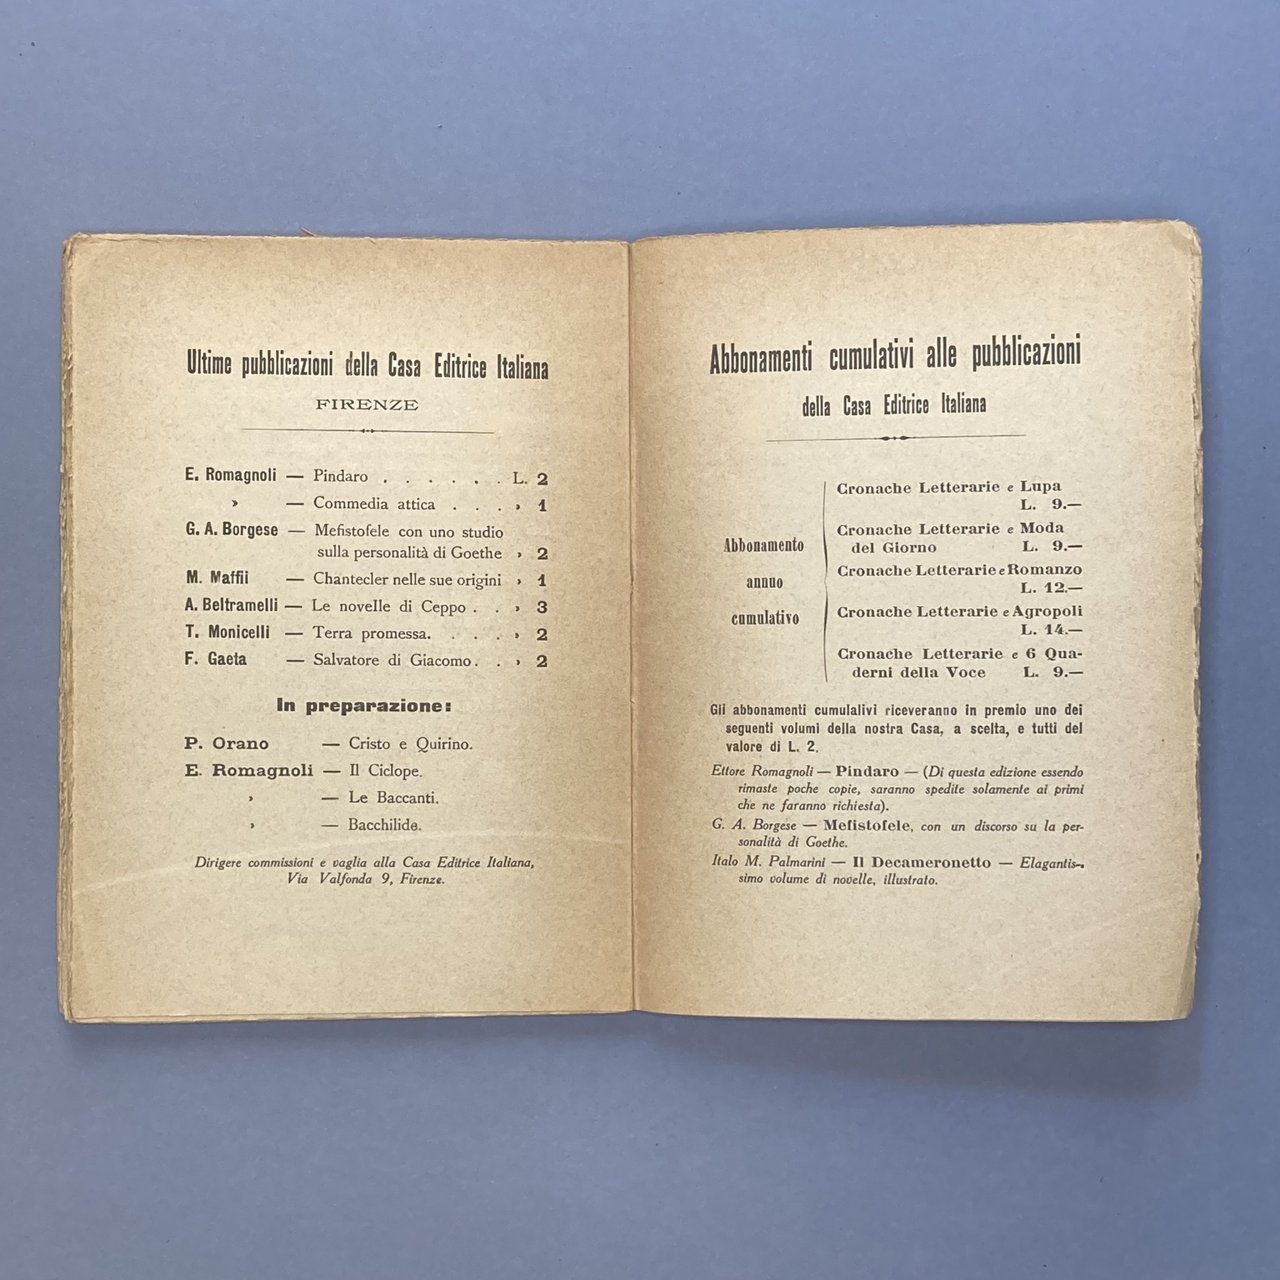 Ultime pubblicazioni della Casa Editrice Italiana
FIRENZE
E. Romagnoli — Pindaro . . . . . . L. 2
» — Commedia attica . . . » 1
G. A. Borgese — Mefistofele con uno studio
sulla personalità di Goethe » 2
M. Maffii — Chantecler nelle sue origini » 1
A. Beltramelli — Le novelle di Ceppo . . » 3
T. Monicelli — Terra promessa. . . . » 2
F. Gaeta — Salvatore di Giacomo . . » 2
In preparazione:
P. Orano — Cristo e Quirino.
E. Romagnoli — Il Ciclope.
» — Le Baccanti.
» — Bacchilide.
Dirigere commissioni e vaglia alla Casa Editrice Italiana,
Via Valfonda 9, Firenze.
Abbonamenti cumulativi alle pubblicazioni
della Casa Editrice Italiana
Abbonamento
annuo
cumulativo
Cronache Letterarie e Lupa
L. 9.—
Cronache Letterarie e Moda
del Giorno L. 9.—
Cronache Letterarie e Romanzo
L. 12.—
Cronache Letterarie e Agropoli
L. 14.—
Cronache Letterarie e 6 Qua-
derni della Voce L. 9.—
Gli abbonamenti cumulalivi riceveranno in premio uno dei
seguenti volumi della nostra Casa, a scelta, e tutti del
valore di L. 2.
Ettore Romagnoli — Pindaro — (Di questa edizione essendo
rimaste poche copie, saranno spedite solamente ai primi
che ne faranno richiesta).
G. A. Borgese — Mefistofele, con un discorso su la per-
sonalità di Goethe.
Italo M. Palmarini — Il Decameronetto — Elagantis-
simo volume di novelle, illustrato.